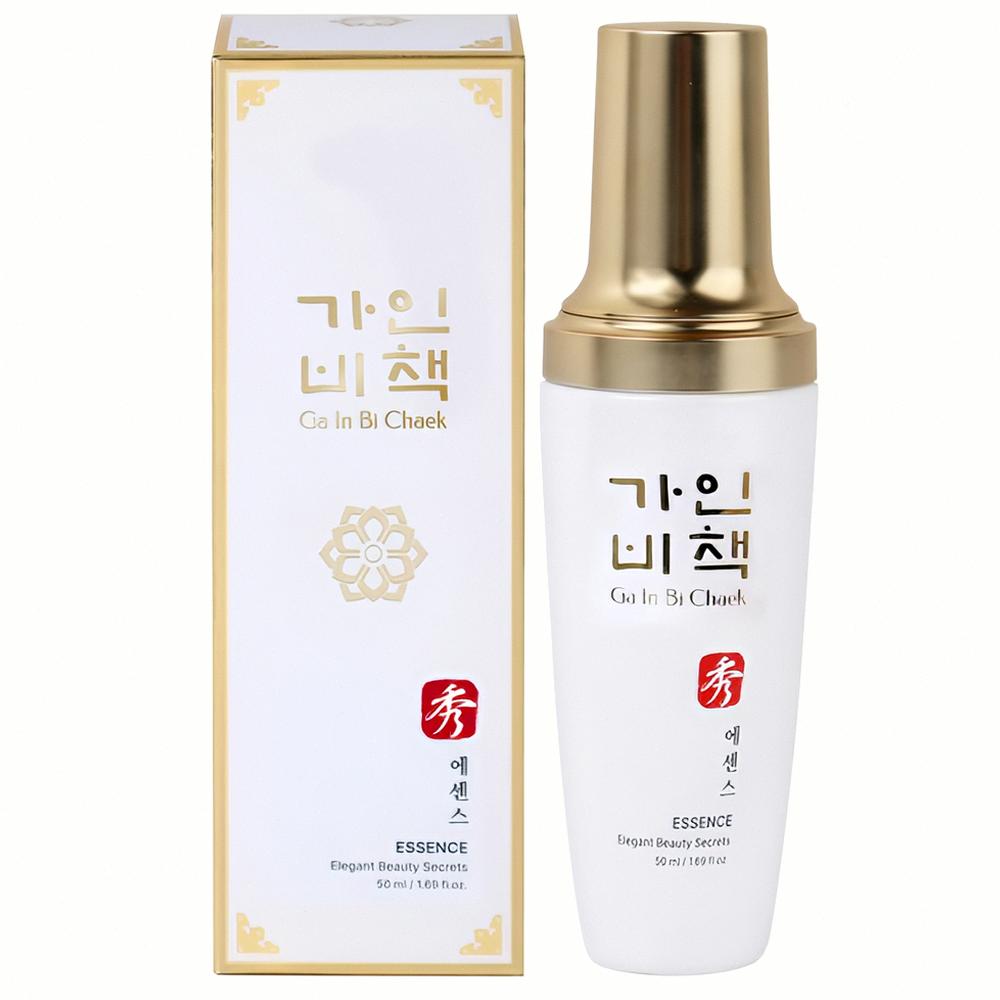 가인
비책
Ga In Bi Chaek
秀
에센스
ESSENCE
Elegant Beauty Secrets
50 ml / 1.69 fl.oz.
가인
비책
Ga In Bi Chaek
秀
에센스
ESSENCE
Elegant Beauty Secrets
50 ml / 1.69 fl.oz